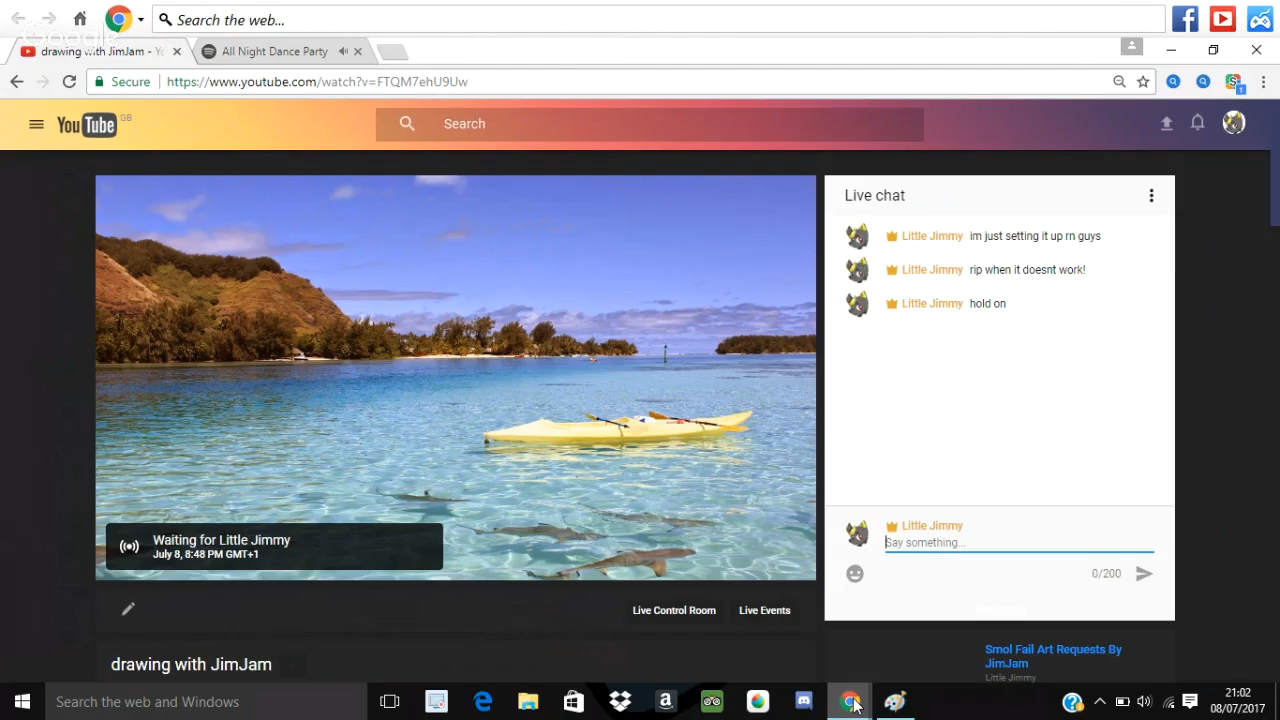 Search the web...
Google
drawing with JimJam - Yo
All Night Dance Party
Secure
https://www.youtube.com/watch?v=FTQM7ehU9Uw
1
YouTube GB
Search
Live chat
Little Jimmy im just setting it up rn guys
Little Jimmy rip when it doesnt work!
Little Jimmy hold on
Waiting for Little Jimmy
July 8, 8:48 PM GMT+1
Little Jimmy
Say something...
0/200
Live Control Room
Live Events
drawing with JimJam
Smol Fail Art Requests By
JimJam
Little Jimmy
Search the web and Windows
21:02
08/07/2017